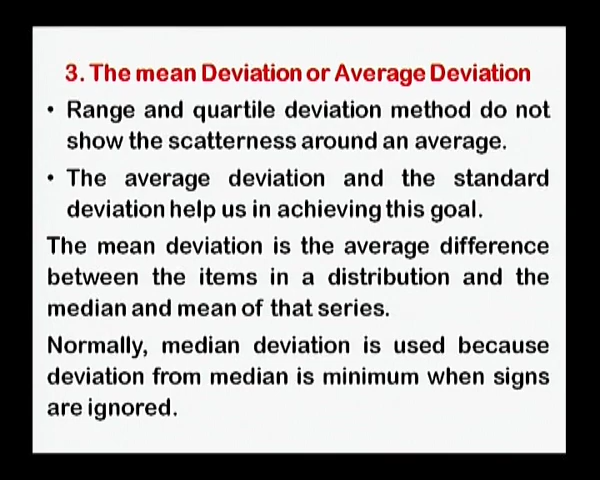 3. The mean Deviation or Average Deviation
• Range and quartile deviation method do not
show the scatterness around an average.
• The average deviation and the standard
deviation help us in achieving this goal.
The mean deviation is the average difference
between the items in a distribution and the
median and mean of that series.
Normally, median deviation is used because
deviation from median is minimum when signs
are ignored.